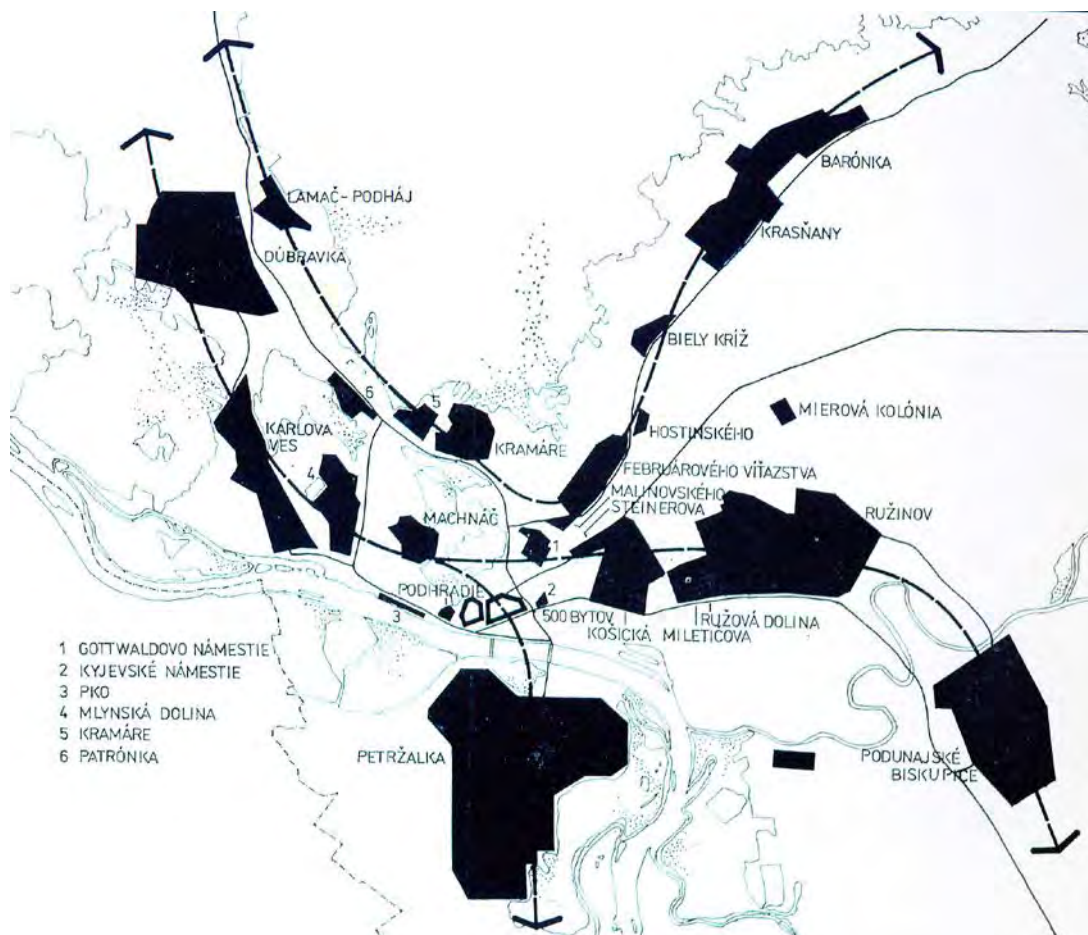 BARÓNKA
LAMAČ-PODHÁJ
KRASŇANY
DÚBRAVKA
BIELY KRÍŽ
6
5
MIEROVÁ KOLÓNIA
KARLOVA
VES
HOSTINSKÉHO
KRAMÁRE
FEBRUÁROVÉHO VÍŤAZSTVA
4
MALINOVSKÉHO
STEINEROVA
RUŽINOV
MACHNÁČ
1
PODHRADIE
2
3
500 BYTOV
RUŽOVÁ DOLINA
KOŠICKÁ MILETIČOVA
1 GOTTWALDOVO NÁMESTIE
2 KYJEVSKÉ NÁMESTIE
3 PKO
4 MLYNSKÁ DOLINA
5 KRAMÁRE
6 PATRÓNKA
PETRŽALKA
PODUNAJSKÉ
BISKUPICE